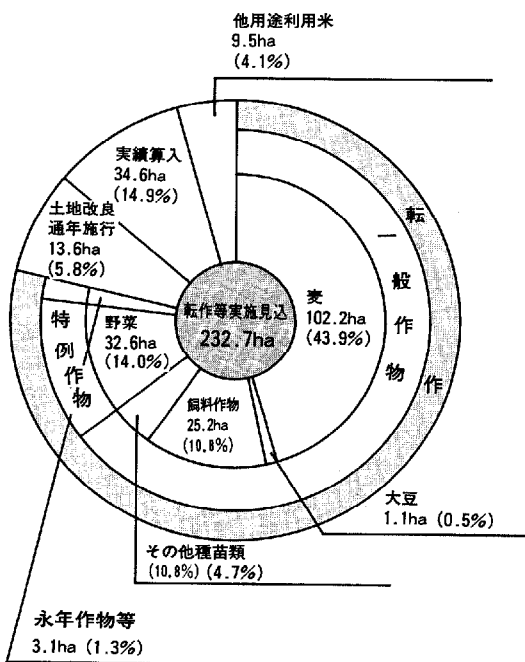 他用途利用米
9.5ha
(4.1%)
実績算入
34.6ha
(14.9%)
土地改良
通年施行
13.6ha
(5.8%)
転作
一般作物
麦
102.2ha
(43.9%)
転作等実施見込
232.7ha
野菜
32.6ha
(14.0%)
特例作物
飼料作物
25.2ha
(10.8%)
大豆
1.1ha (0.5%)
その他種苗類
(10.8%) (4.7%)
永年作物等
3.1ha (1.3%)